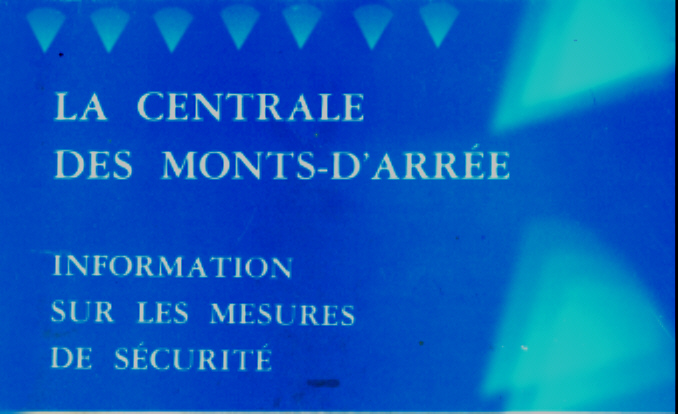 LA CENTRALE
DES MONTS-D'ARRÉE
INFORMATION
SUR LES MESURES
DE SÉCURITÉ